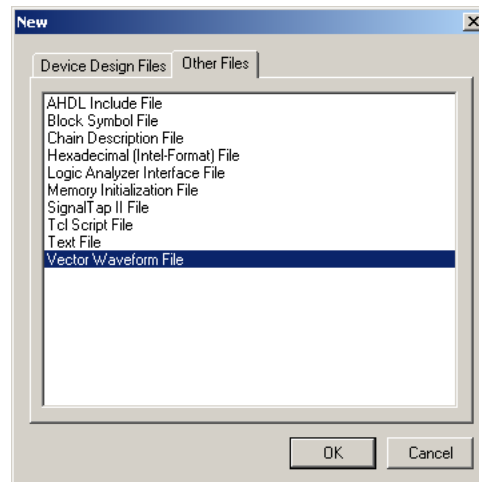 New
Device Design Files
Other Files
AHDL Include File
Block Symbol File
Chain Description File
Hexadecimal (Intel-Format) File
Logic Analyzer Interface File
Memory Initialization File
SignalTap II File
Tcl Script File
Text File
Vector Waveform File
OK
Cancel